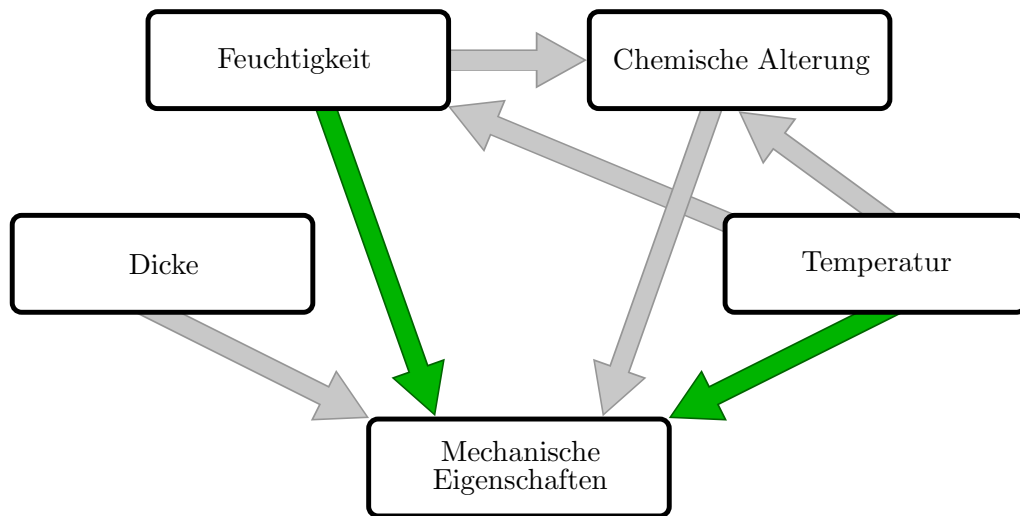 Feuchtigkeit
Chemische Alterung
Dicke
Temperatur
Mechanische
Eigenschaften